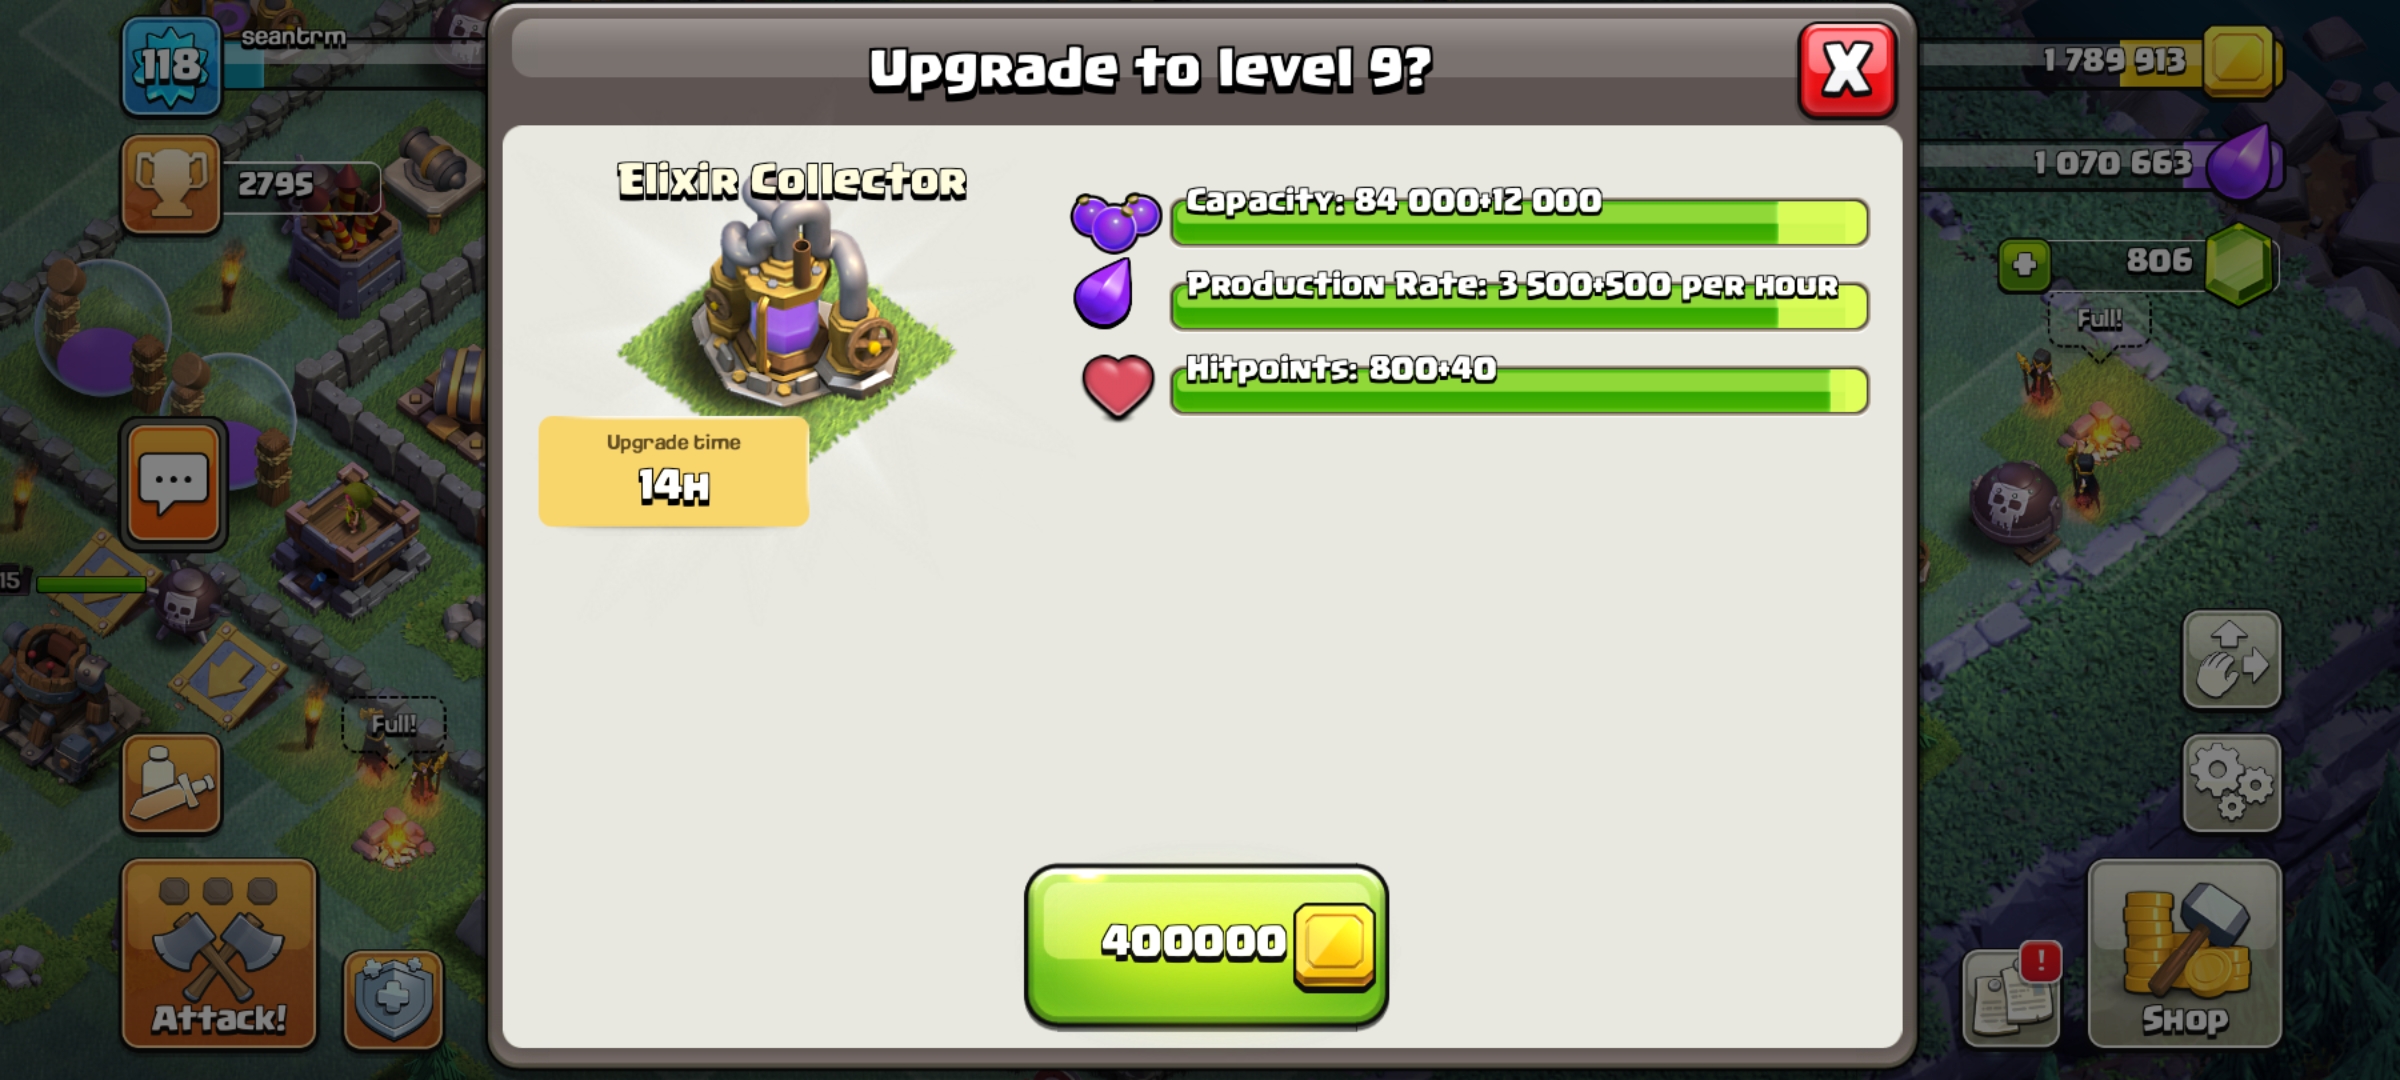 118
seantrm
2795
Upgrade to level 9?
X
1 789 913
1 070 663
806
Full!
Elixir Collector
Capacity: 84 000+12 000
Production Rate: 3 500+500 per hour
Hitpoints: 800+40
Upgrade time
14H
15
Full!
400000
Attack!
!
Shop